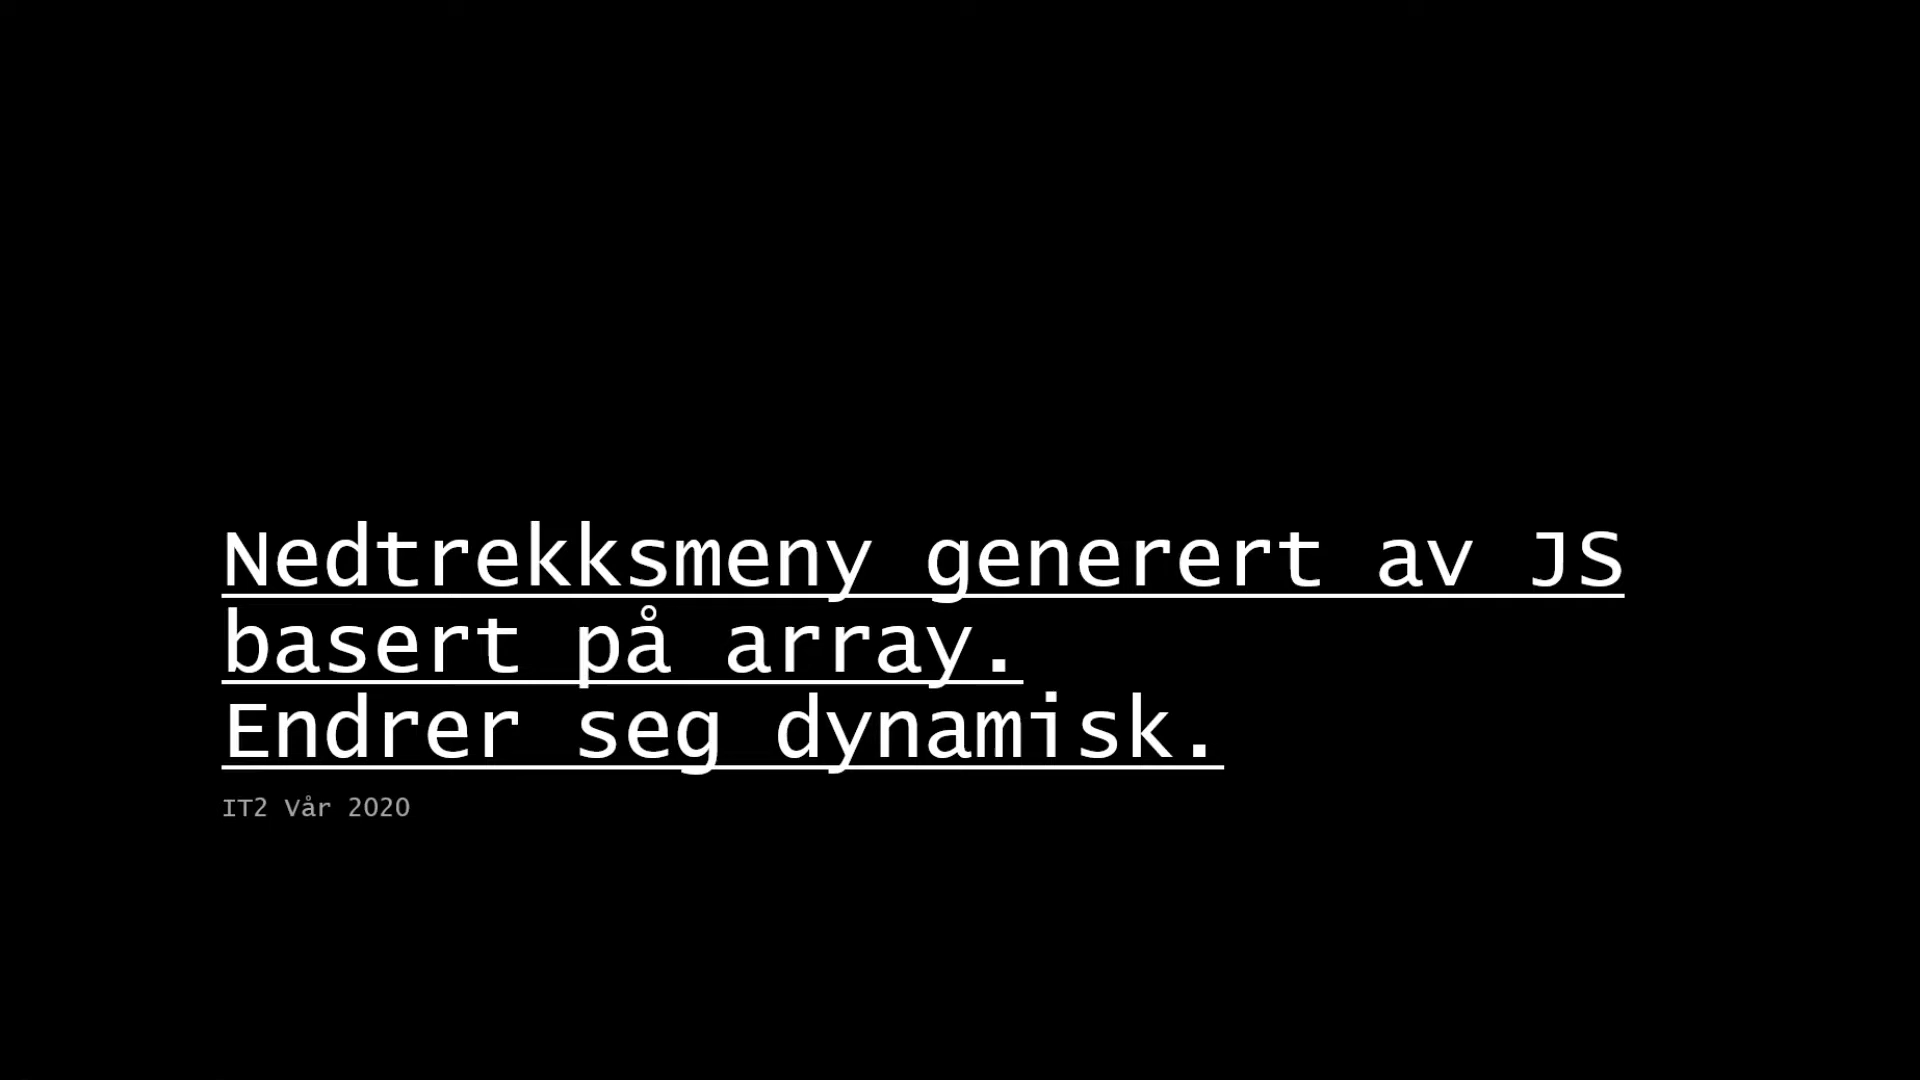 Nedtrekksmeny generert av JS
basert på array.
Endrer seg dynamisk.
IT2 Vår 2020